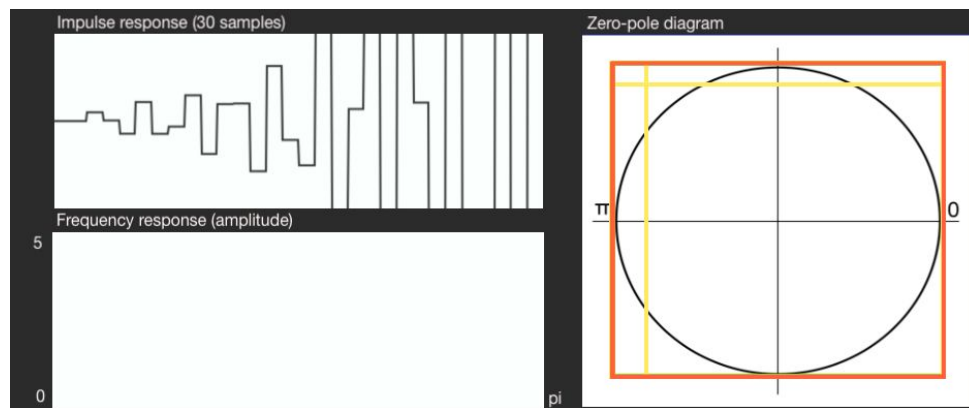 Impulse response (30 samples)
Zero-pole diagram
π
0
Frequency response (amplitude)
5
0
pi